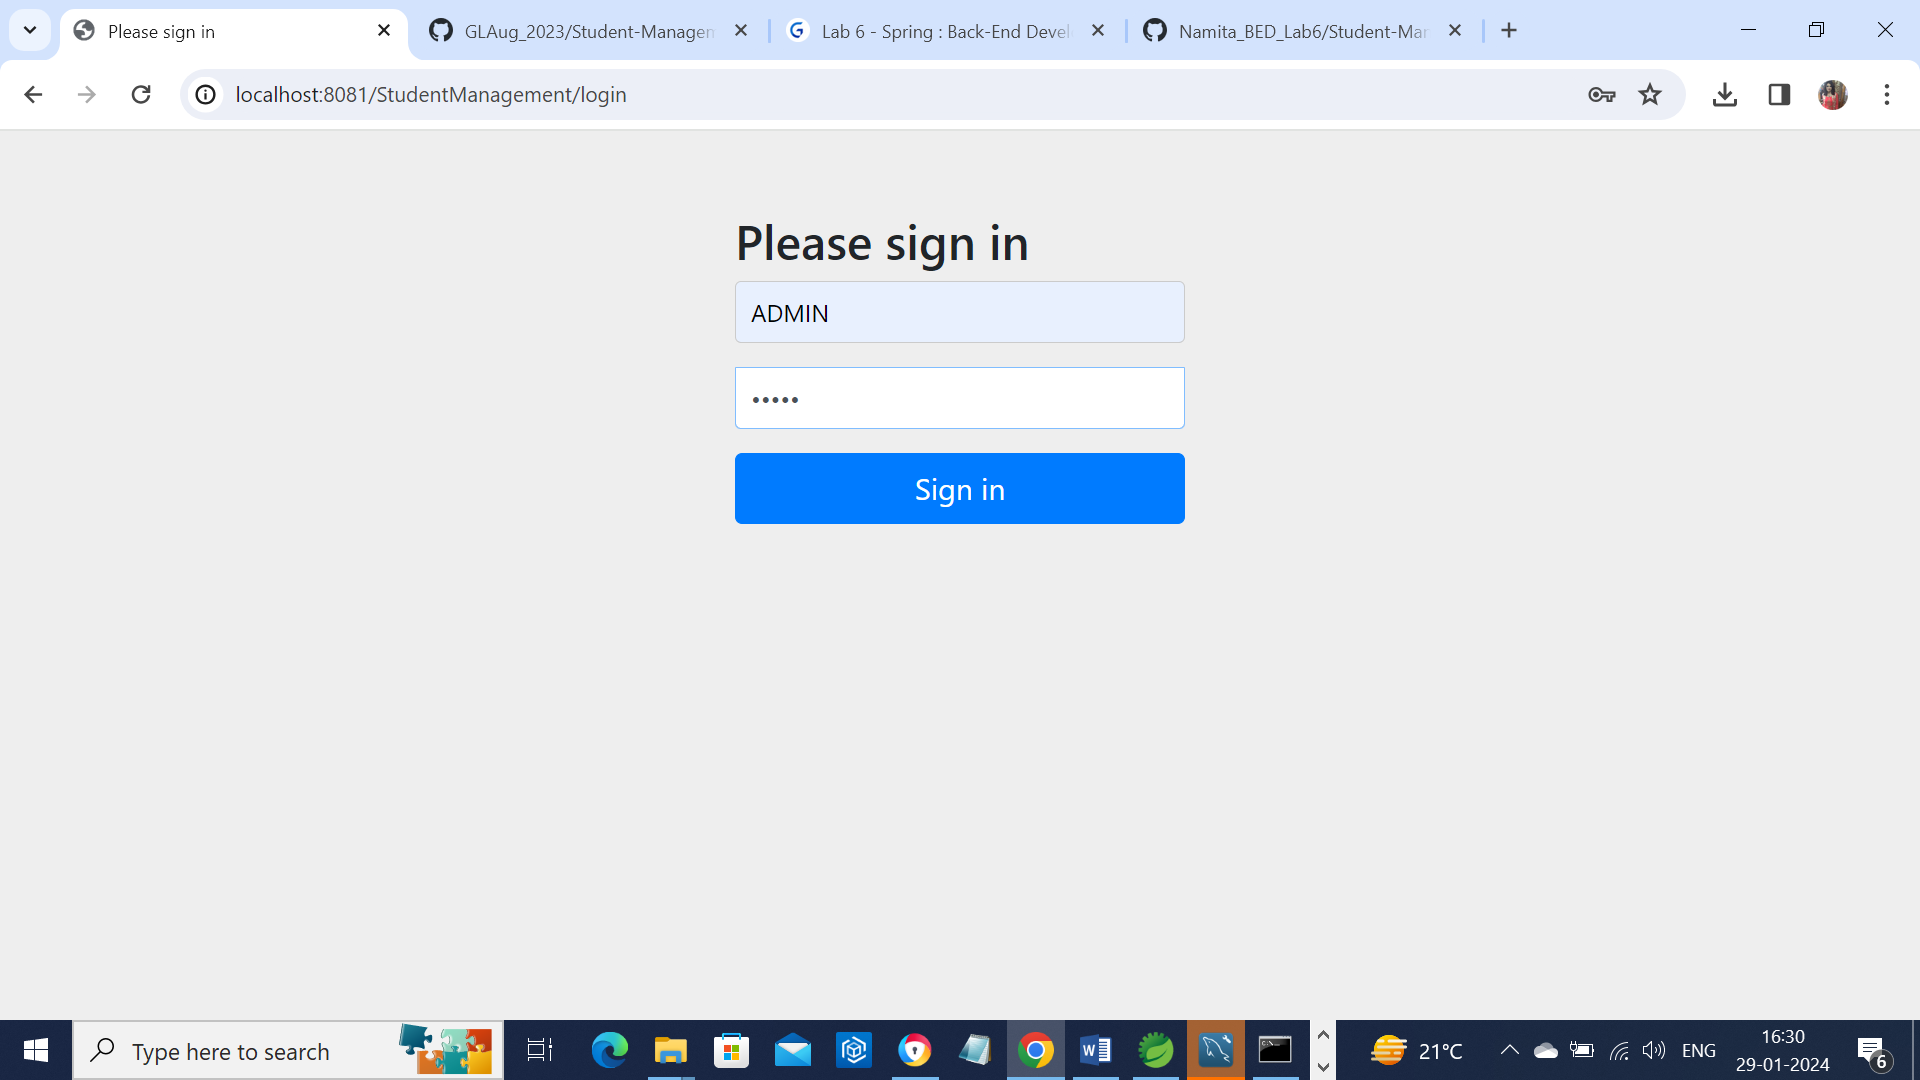 Please sign in
GLAug_2023/Student-Managen
Lab 6 - Spring : Back-End Devel
Namita_BED_Lab6/Student-Mar
localhost:8081/StudentManagement/login
Please sign in
ADMIN
•••••
Sign in
Type here to search
21°C
ENG
16:30
29-01-2024
6